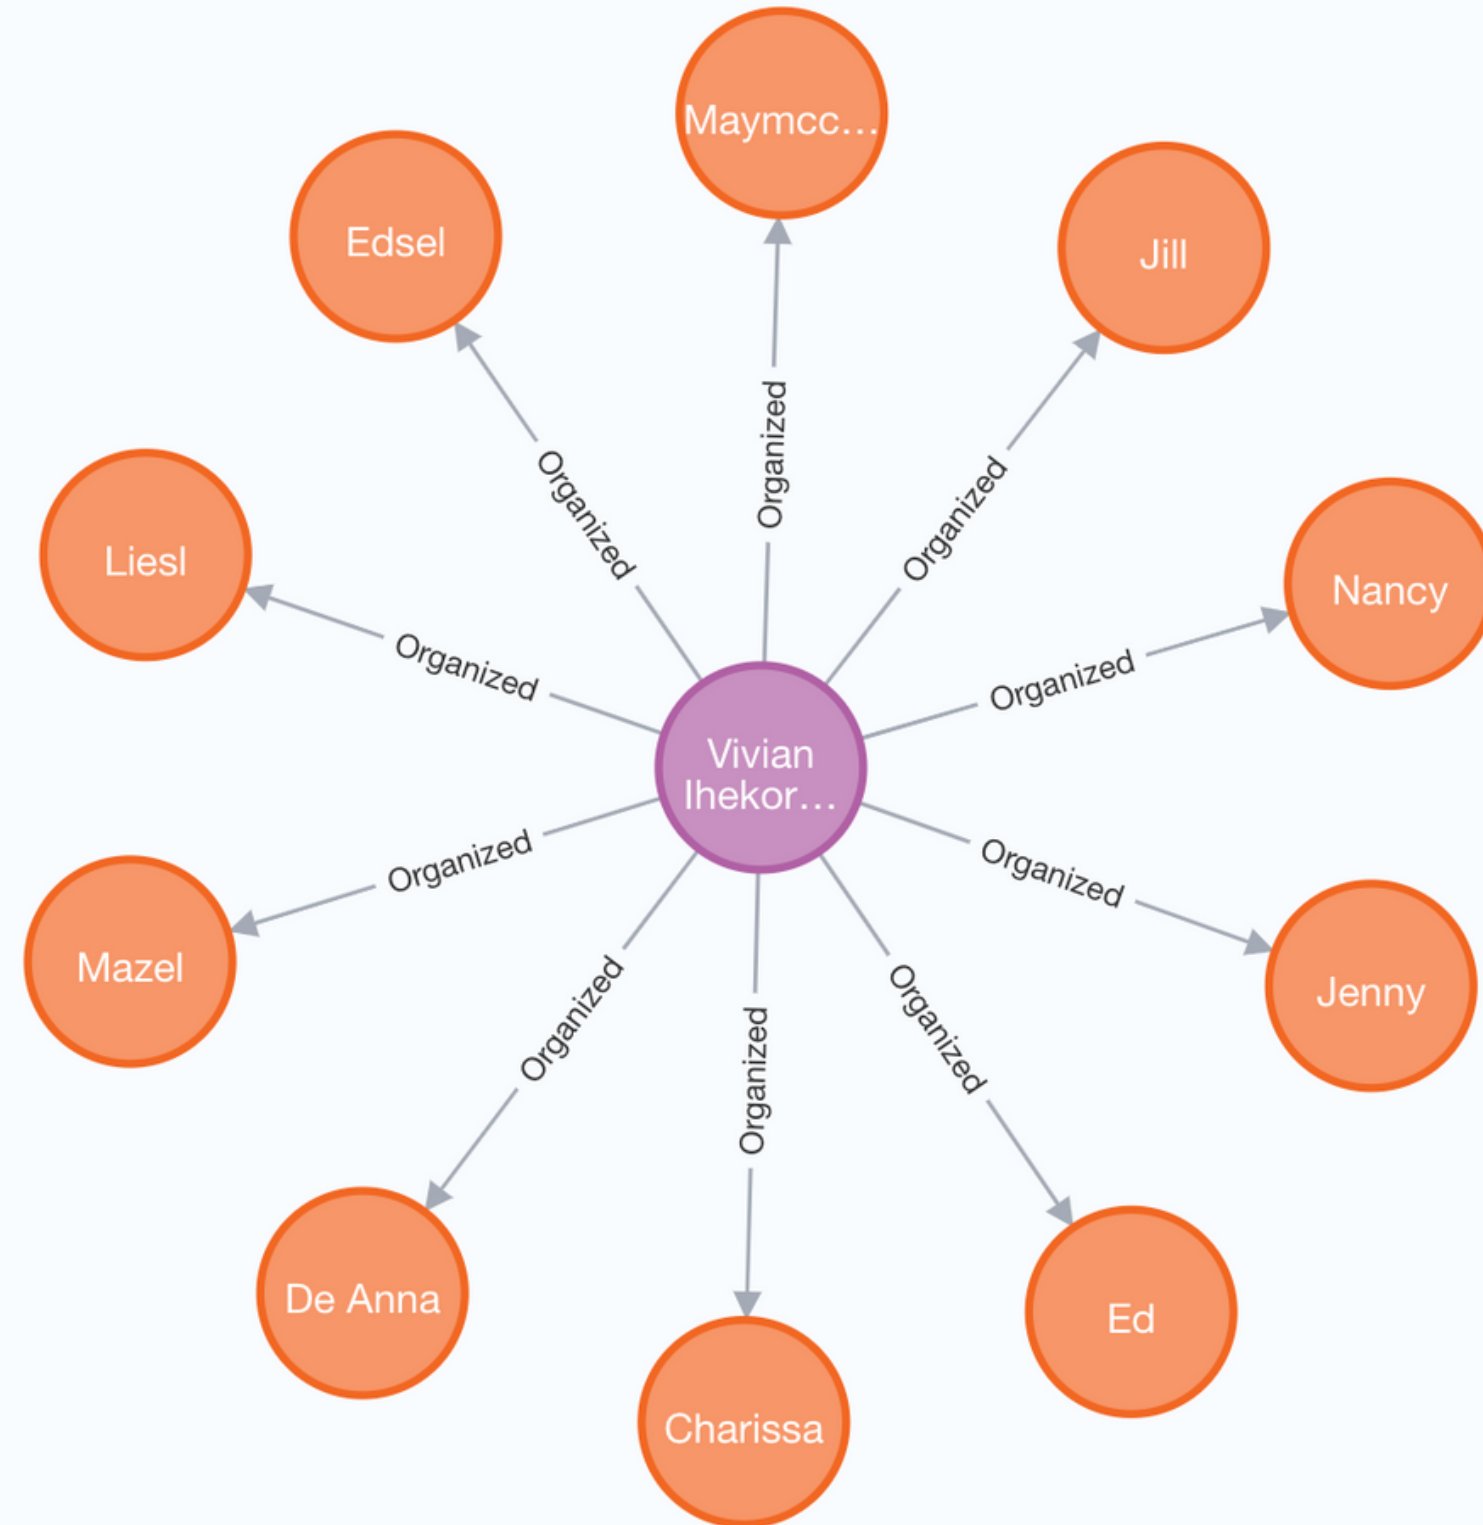 Maymcc...
Edsel
Jill
Organized
Organized
Organized
Liesl
Nancy
Organized
Organized
Vivian
Ihekor...
Organized
Organized
Mazel
Jenny
Organized
Organized
Organized
De Anna
Ed
Charissa